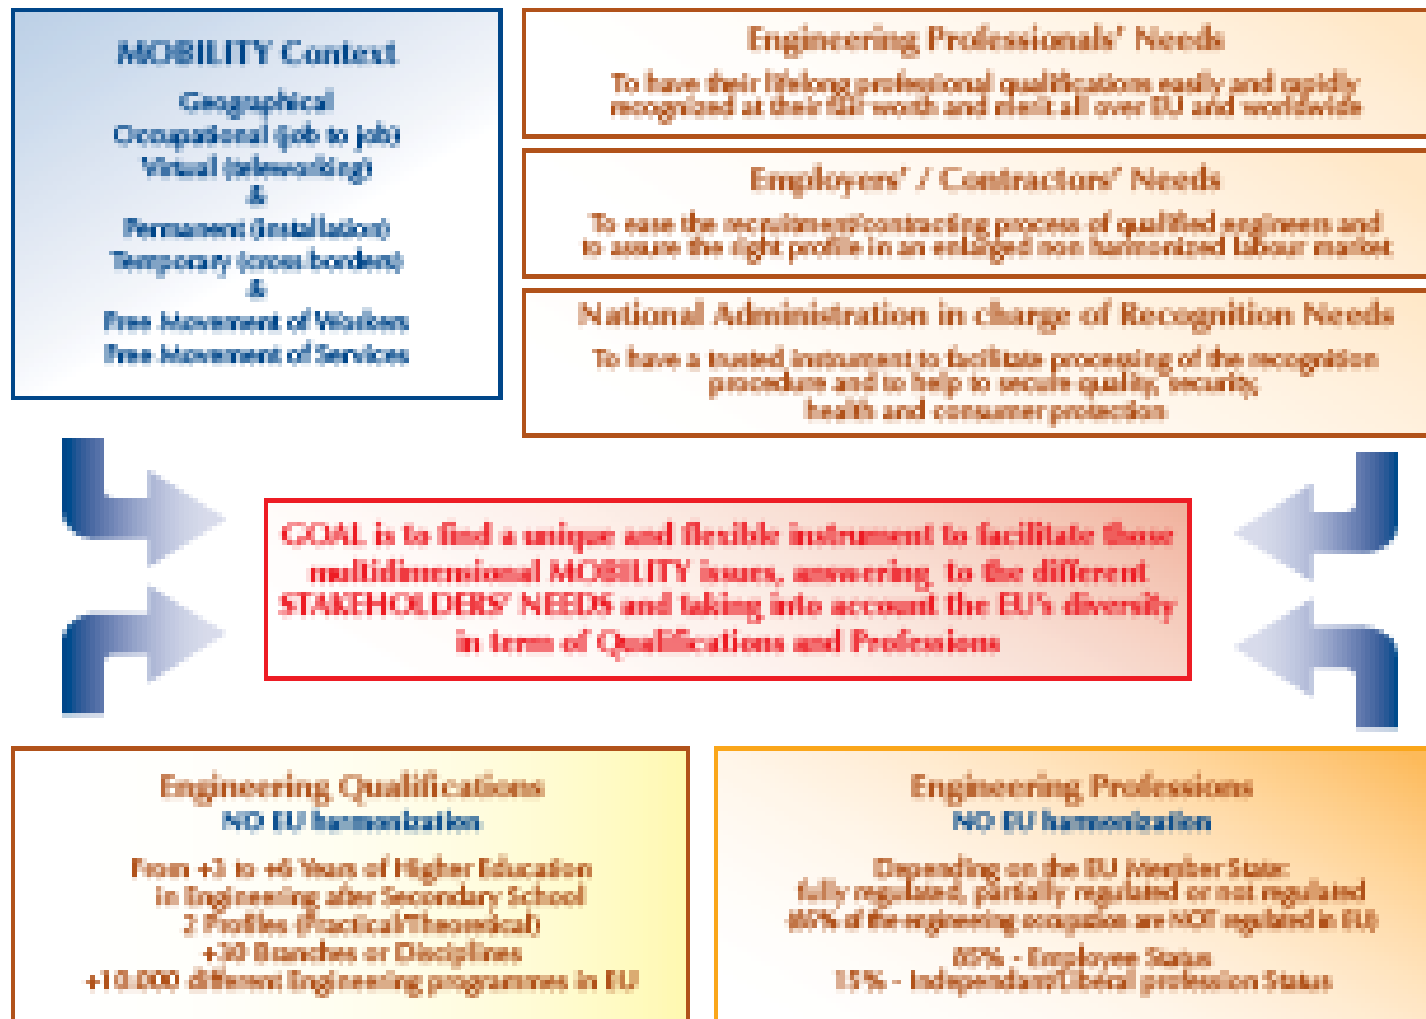 MOBILITY Context
Geographical
Occupational (job to job)
Virtual (teleworking)
&
Permanent (installation)
Temporary (cross borders)
&
Free Movement of Workers
Free Movement of Services
Engineering Professionals' Needs
To have their lifelong professional qualifications easily and rapidly
recognized at their fair worth and merit all over EU and worldwide
Employers' / Contractors' Needs
To ease the recruitment/contracting process of qualified engineers and
to assure the right profile in an enlarged non harmonized labour market
National Administration in charge of Recognition Needs
To have a trusted instrument to facilitate processing of the recognition
procedure and to help to secure quality, security,
health and consumer protection
GOAL is to find a unique and flexible instrument to facilitate those
multidimensional MOBILITY issues, answering to the different
STAKEHOLDERS' NEEDS and taking into account the EU's diversity
in term of Qualifications and Professions
Engineering Qualifications
NO EU harmonization
From +3 to +6 Years of Higher Education
in Engineering after Secondary School
2 Profiles (Practical/Theoretical)
+30 Branches or Disciplines
+10.000 different Engineering programmes in EU
Engineering Professions
NO EU harmonization
Depending on the EU Member State:
fully regulated, partially regulated or not regulated
of the engineering occupation are NOT regulated in EU)
- Employee Status
15% - Independant/Liberal profession Status